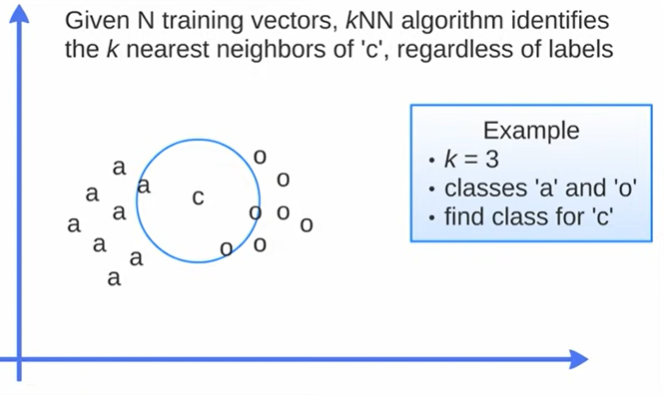 Given N training vectors, kNN algorithm identifies
the k nearest neighbors of 'c', regardless of labels
Example
• k = 3
• classes 'a' and 'o'
• find class for 'c'
a
a
a
a
a
a
a
a
c
o
o
o
o
o
o
o